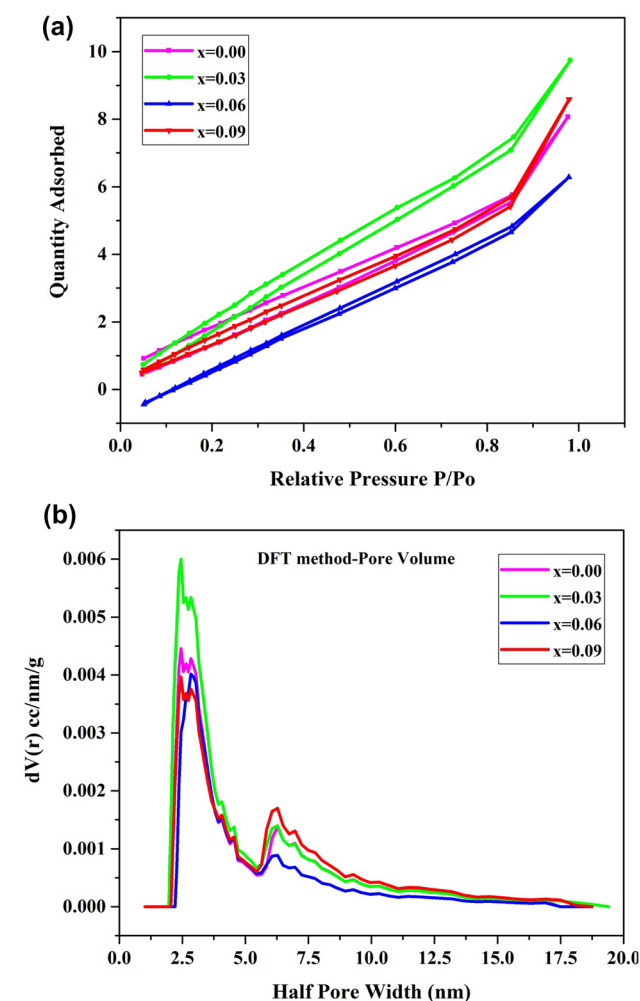 (a)
x=0.00
x=0.03
x=0.06
x=0.09
10
8
6
4
2
0
Quantity Adsorbed
0.0 0.2 0.4 0.6 0.8 1.0
Relative Pressure P/Po
(b)
DFT method-Pore Volume
x=0.00
x=0.03
x=0.06
x=0.09
0.006
0.005
0.004
0.003
0.002
0.001
0.000
dV(r) cc/nm/g
0.0 2.5 5.0 7.5 10.0 12.5 15.0 17.5 20.0
Half Pore Width (nm)